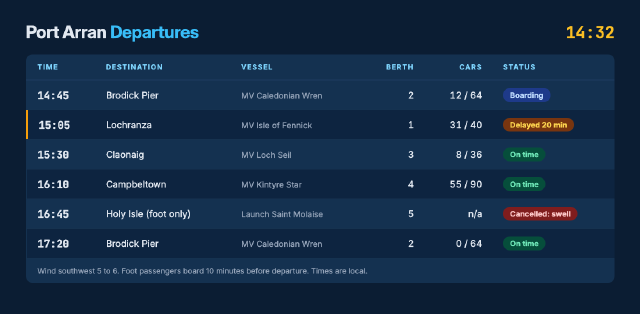 Port Arran Departures 14:32
TIME DESTINATION VESSEL BERTH CARS STATUS
14:45 Brodick Pier MV Caledonian Wren 2 12 / 64 Boarding
15:05 Lochranza MV Isle of Fennick 1 31 / 40 Delayed 20 min
15:30 Claonaig MV Loch Seil 3 8 / 36 On time
16:10 Campbeltown MV Kintyre Star 4 55 / 90 On time
16:45 Holy Isle (foot only) Launch Saint Molaise 5 n/a Cancelled: swell
17:20 Brodick Pier MV Caledonian Wren 2 0 / 64 On time
Wind southwest 5 to 6. Foot passengers board 10 minutes before departure. Times are local.